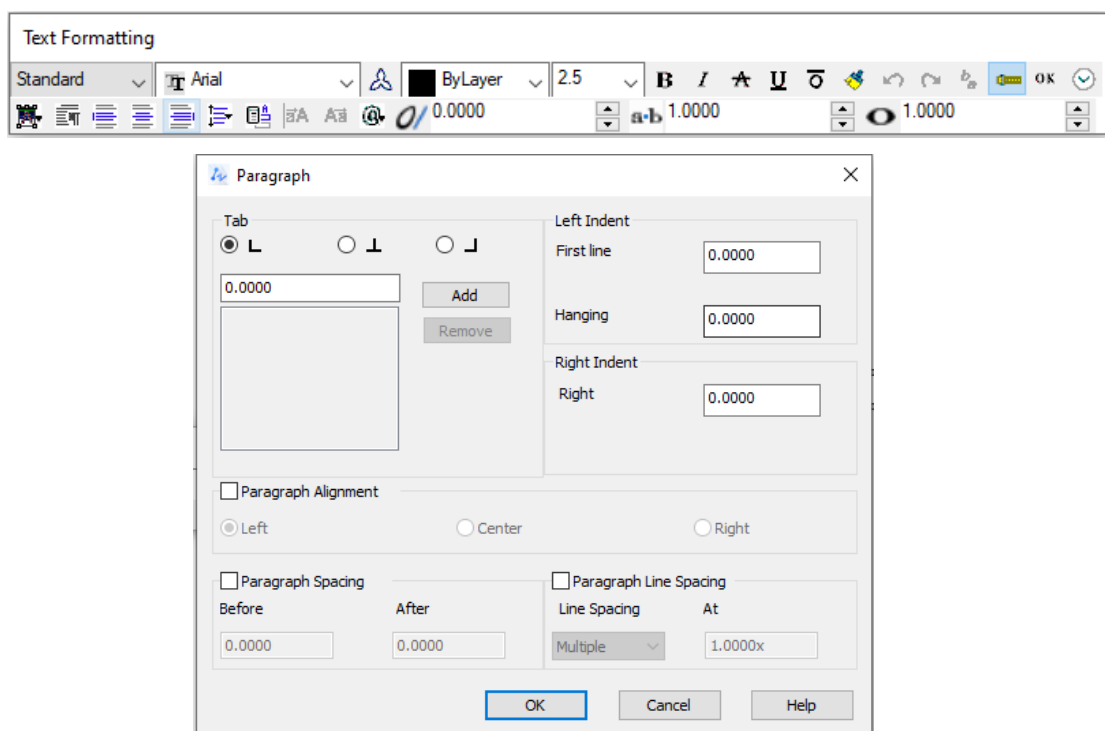 Text Formatting
Standard Arial ByLayer 2.5 B I A U O OK
0.0000 a·b 1.0000 1.0000
Paragraph
Tab Left Indent
First line 0.0000
0.0000 Add
Hanging 0.0000
Remove
Right Indent
Right 0.0000
Paragraph Alignment
Left Center Right
Paragraph Spacing Paragraph Line Spacing
Before After Line Spacing At
0.0000 0.0000 Multiple 1.0000x
OK Cancel Help